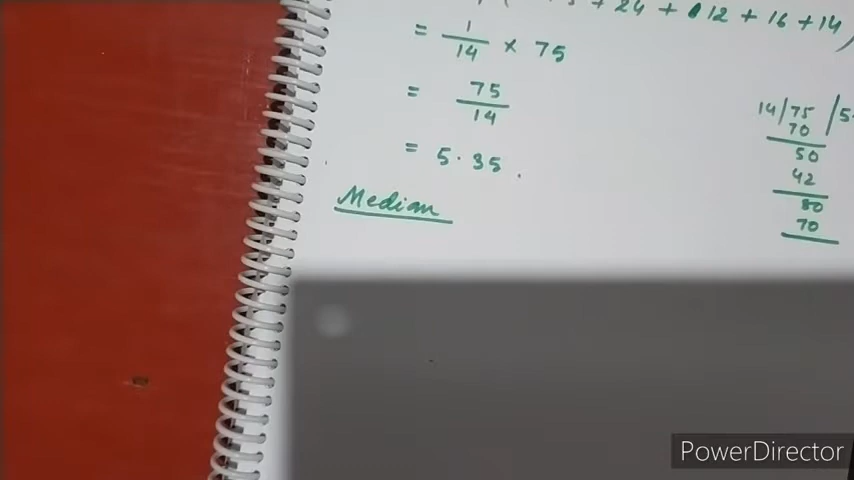 + 24 + 12 + 16 + 14)
= 1/14 × 75
= 75/14
= 5.35.
14/75/5.
70
50
42
80
70
Median
PowerDirector